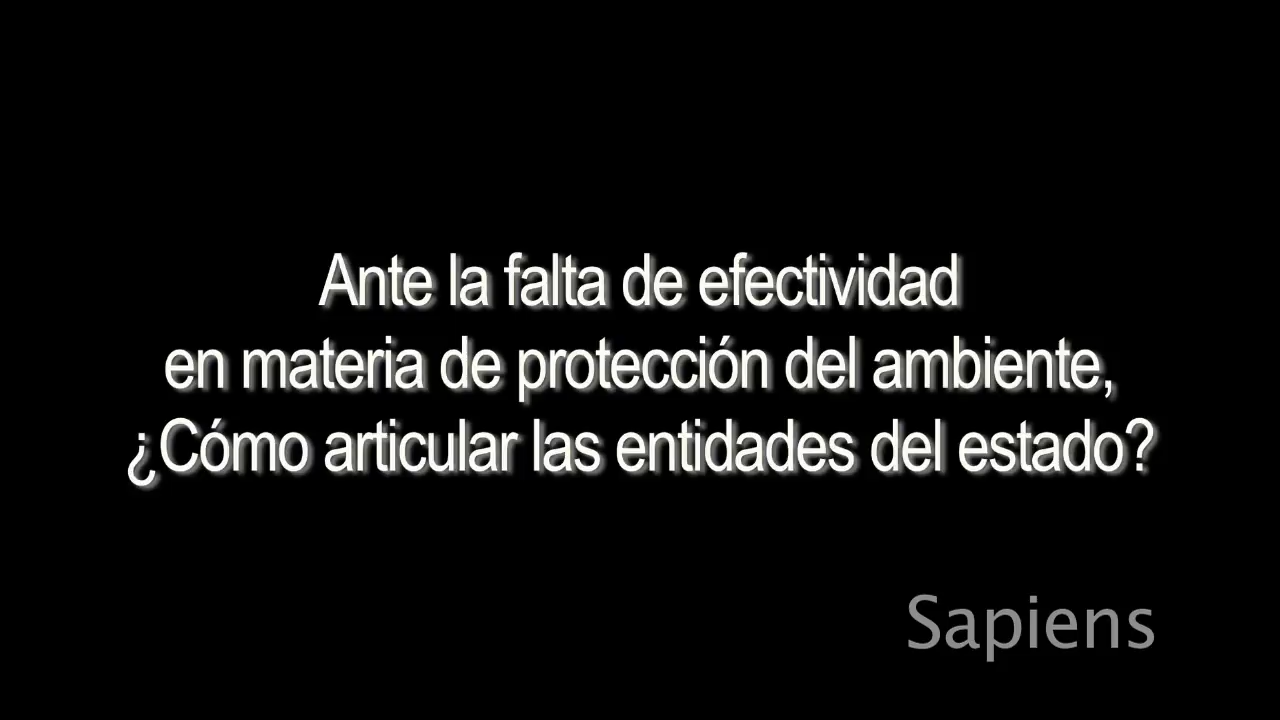 Ante la falta de efectividad
en materia de protección del ambiente,
¿Cómo articular las entidades del estado?
Sapiens